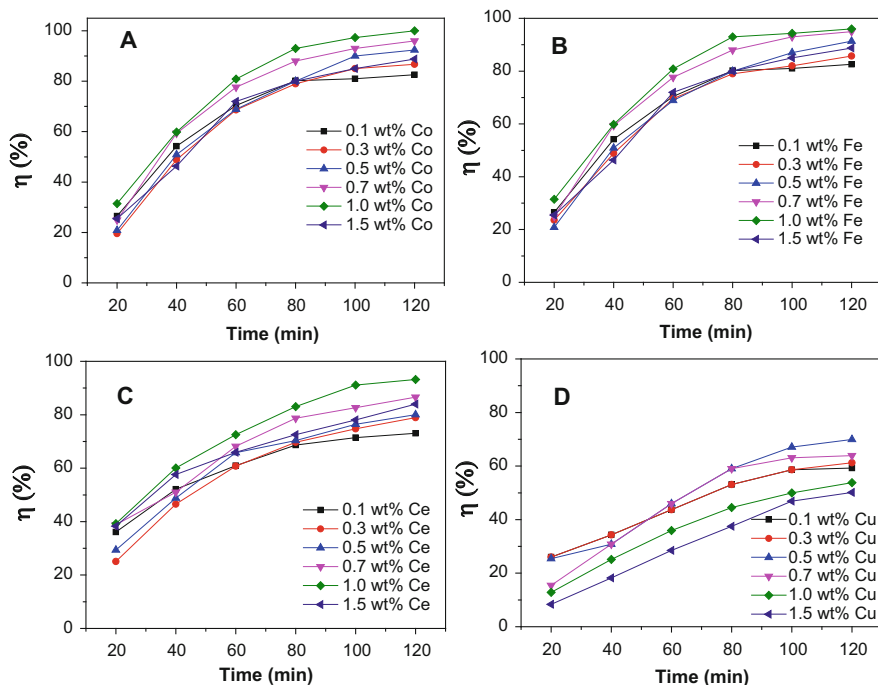 A
η (%)
100
80
60
40
20
0
0.1 wt% Co
0.3 wt% Co
0.5 wt% Co
0.7 wt% Co
1.0 wt% Co
1.5 wt% Co
20 40 60 80 100 120
Time (min)
B
η (%)
100
80
60
40
20
0
0.1 wt% Fe
0.3 wt% Fe
0.5 wt% Fe
0.7 wt% Fe
1.0 wt% Fe
1.5 wt% Fe
20 40 60 80 100 120
Time (min)
C
η (%)
100
80
60
40
20
0
0.1 wt% Ce
0.3 wt% Ce
0.5 wt% Ce
0.7 wt% Ce
1.0 wt% Ce
1.5 wt% Ce
20 40 60 80 100 120
Time (min)
D
η (%)
100
80
60
40
20
0
0.1 wt% Cu
0.3 wt% Cu
0.5 wt% Cu
0.7 wt% Cu
1.0 wt% Cu
1.5 wt% Cu
20 40 60 80 100 120
Time (min)